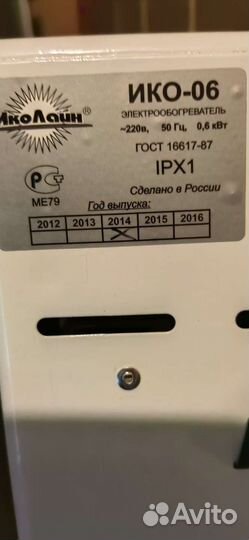 ИКО-06
ИкоЛайн®
ЭЛЕКТРООБОГРЕВАТЕЛЬ
~220в, 50 Гц, 0,6 кВт
ГОСТ 16617-87
IPX1
Сделано в России
МЕ79
Год выпуска:
2012 2013 2014 2015 2016
Avito